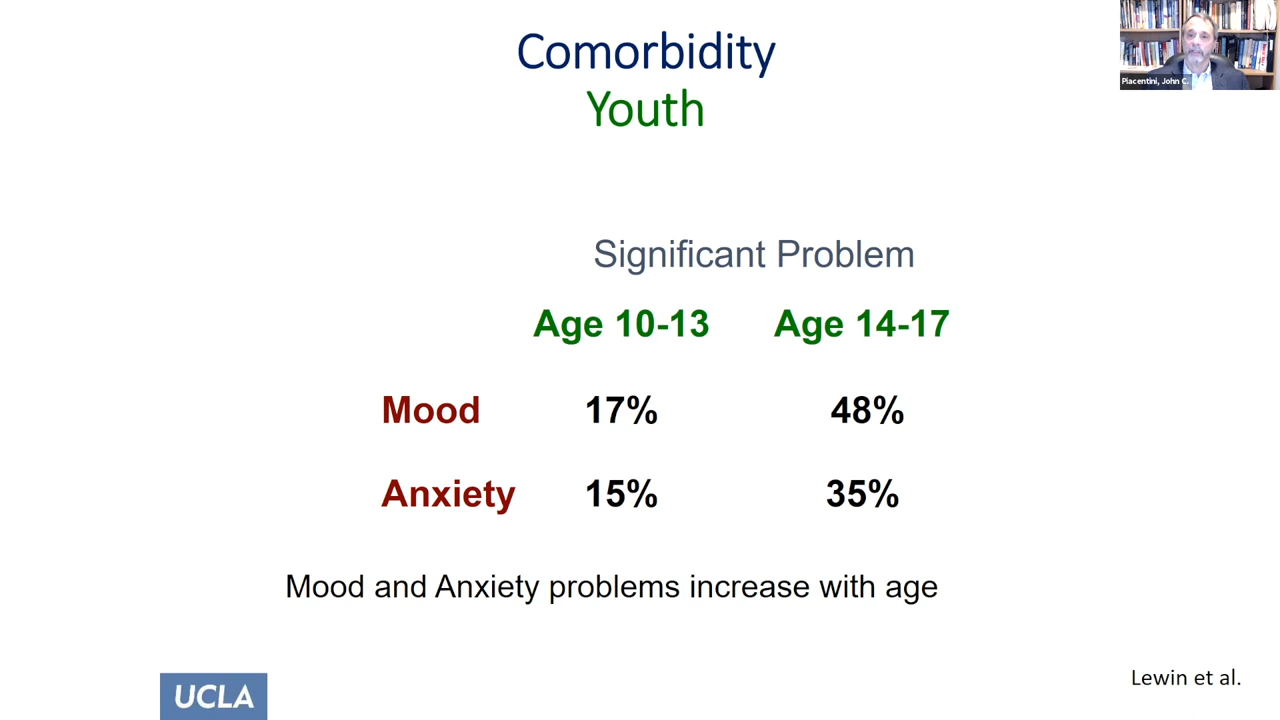 Comorbidity
Youth
Piacentini, John C.
Significant Problem
Age 10-13 Age 14-17
Mood 17% 48%
Anxiety 15% 35%
Mood and Anxiety problems increase with age
UCLA
Lewin et al.